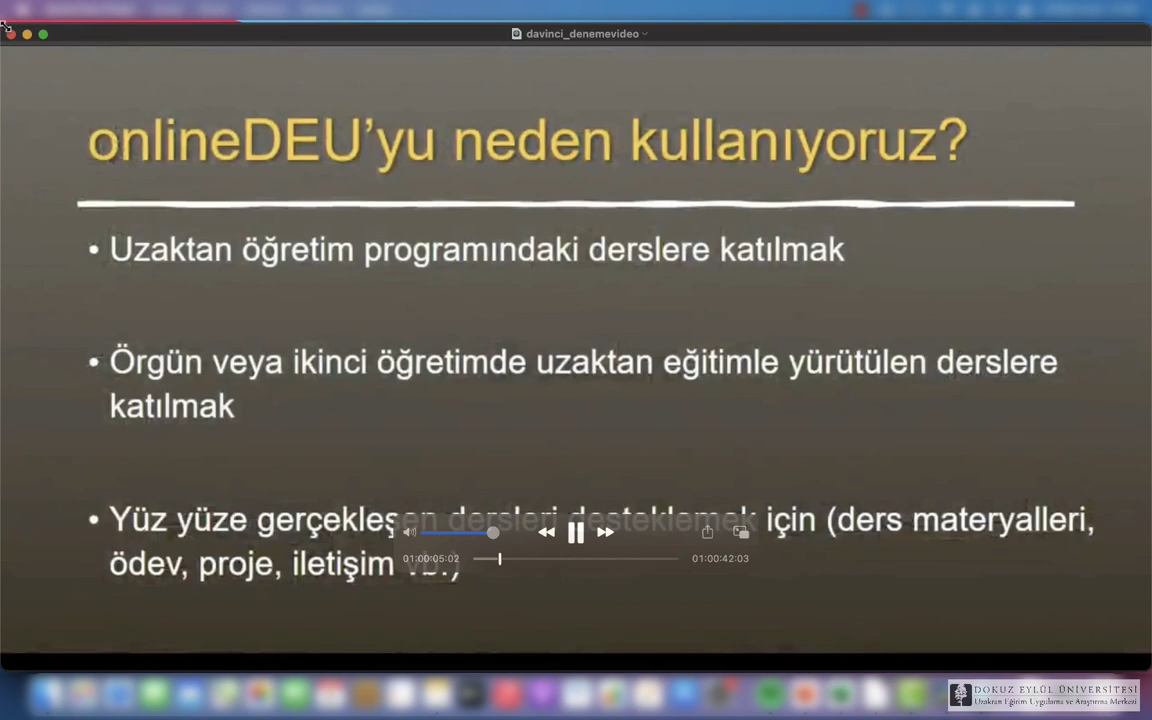 davinci_denemevideo
onlineDEU’yu neden kullanıyoruz?
• Uzaktan öğretim programındaki derslere katılmak
• Örgün veya ikinci öğretimde uzaktan eğitimle yürütülen derslere
katılmak
• Yüz yüze gerçekleşen dersleri desteklemek için (ders materyalleri,
ödev, proje, iletişim vb.)
01:00:05:02
01:00:42:03
DOKUZ EYLÜL ÜNİVERSİTESİ
Uzaktan Eğitim Uygulama ve Araştırma Merkezi